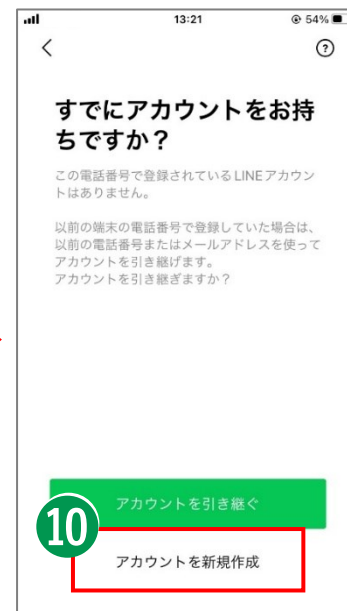 13:21
54%
すでにアカウントをお持
ちですか？
この電話番号で登録されているLINEアカウン
トはありません。
以前の端末の電話番号で登録していた場合は、
以前の電話番号またはメールアドレスを使って
アカウントを引き継げます。
アカウントを引き継ぎますか？
アカウントを引き継ぐ
10
アカウントを新規作成